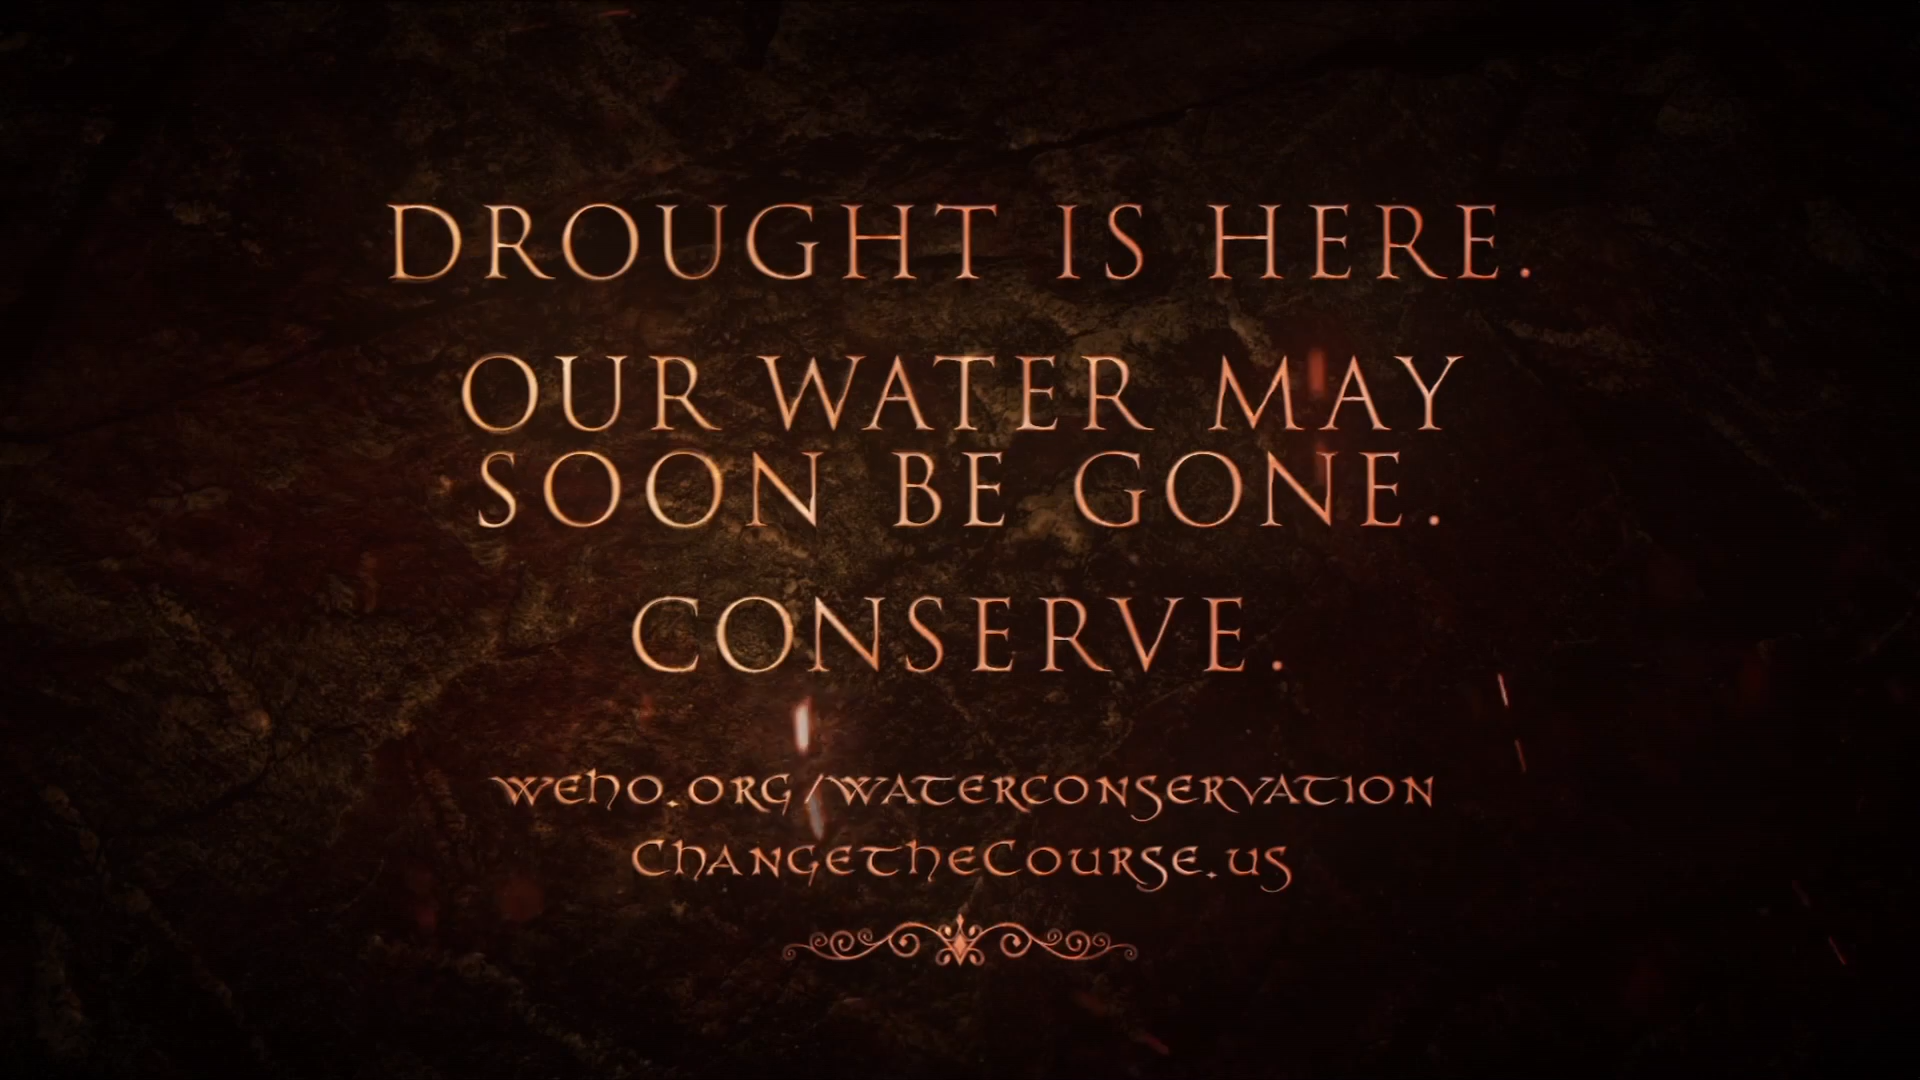 DROUGHT IS HERE.
OUR WATER MAY
SOON BE GONE.
CONSERVE.
weho.org/waterconservation
ChangetheCourse.us